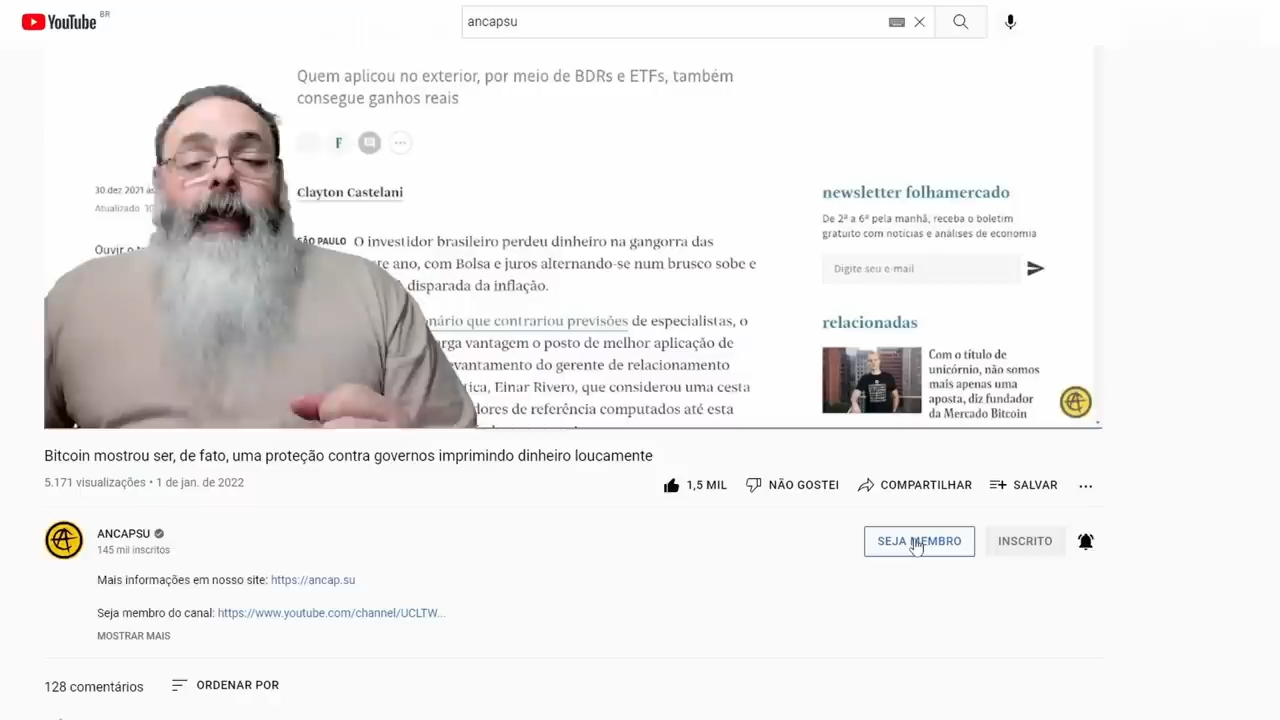 YouTube BR
ancapsu
Quem aplicou no exterior, por meio de BDRs e ETFs, também
consegue ganhos reais
F
30 dez 2021 às
Clayton Castelani
Atualizado
Ouvir o
SÃO PAULO O investidor brasileiro perdeu dinheiro na gangorra das
te ano, com Bolsa e juros alternando-se num brusco sobe e
disparada da inflação.
nário que contrariou previsões de especialistas, o
arga vantagem o posto de melhor aplicação de
evantamento do gerente de relacionamento
tica, Einar Rivero, que considerou uma cesta
dores de referência computados até esta
newsletter folhamercado
De 2ª a 6ª pela manhã, receba o boletim
gratuito com notícias e análises de economia
Digite seu e-mail
relacionadas
Com o título de
unicórnio, não somos
mais apenas uma
aposta, diz fundador
da Mercado Bitcoin
Bitcoin mostrou ser, de fato, uma proteção contra governos imprimindo dinheiro loucamente
5.171 visualizações • 1 de jan. de 2022
1,5 MIL NÃO GOSTEI COMPARTILHAR SALVAR
ANCAPSU
145 mil inscritos
SEJA MEMBRO INSCRITO
Mais informações em nosso site: https://ancap.su
Seja membro do canal: https://www.youtube.com/channel/UCLTW...
MOSTRAR MAIS
128 comentários ORDENAR POR